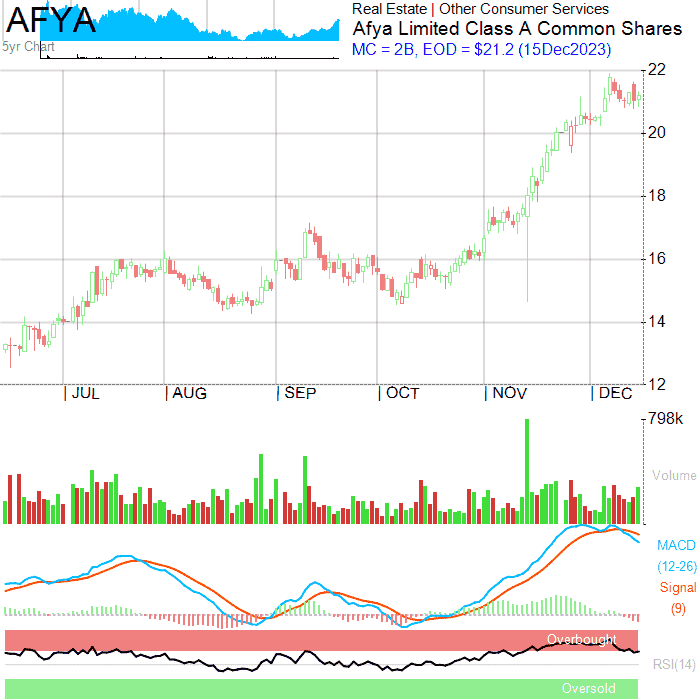 AFYA
5yr Chart
Real Estate | Other Consumer Services
Afya Limited Class A Common Shares
MC = 2B, EOD = $21.2 (15Dec2023)
22
20
18
16
14
12
JUL AUG SEP OCT NOV DEC
798k
Volume
MACD
(12-26)
Signal
(9)
Overbought
RSI(14)
Oversold